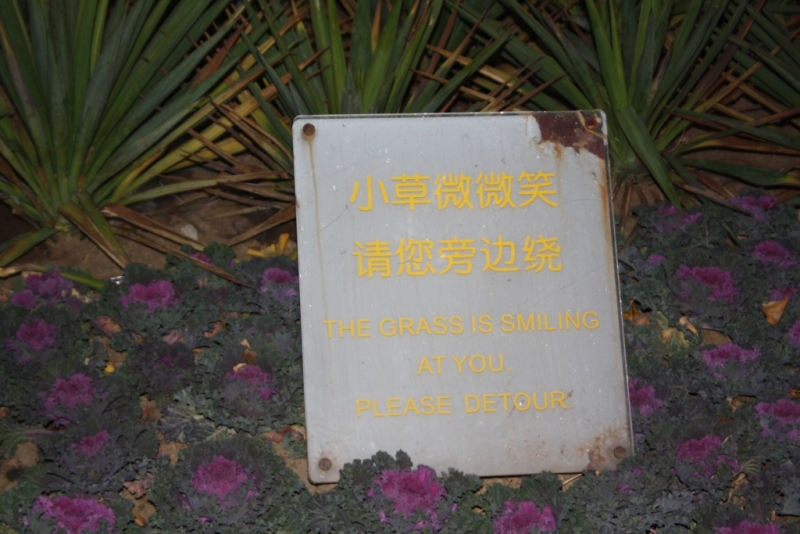 小草微微笑
请您旁边绕
THE GRASS IS SMILING
AT YOU.
PLEASE DETOUR.